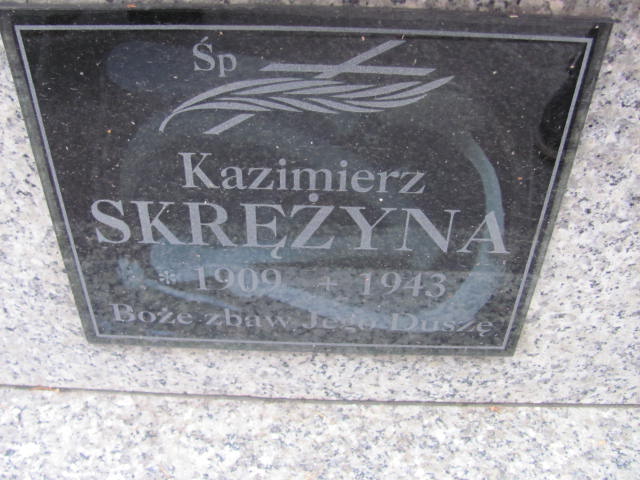 Śp
Kazimierz
SKRĘŻYNA
* 1909 + 1943
Boże zbaw Jego Duszę